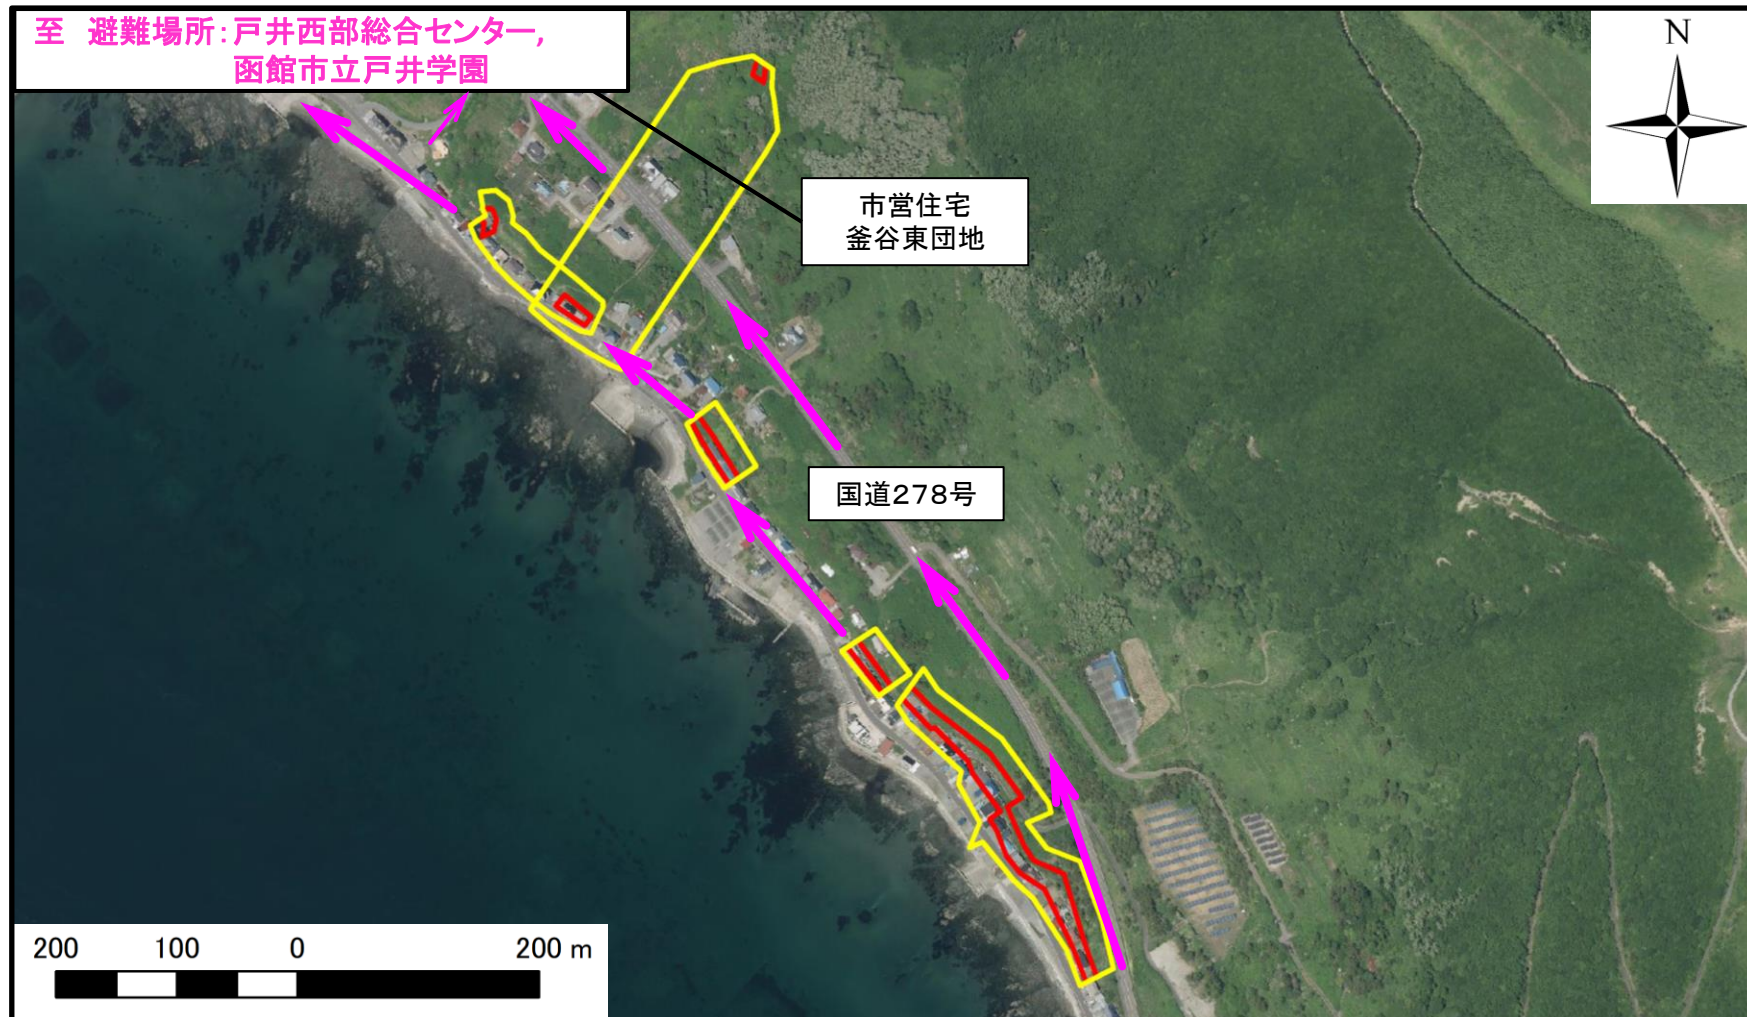 至 避難場所:戸井西部総合センター,
函館市立戸井学園
N
市営住宅
釜谷東団地
国道278号
200 100 0 200 m